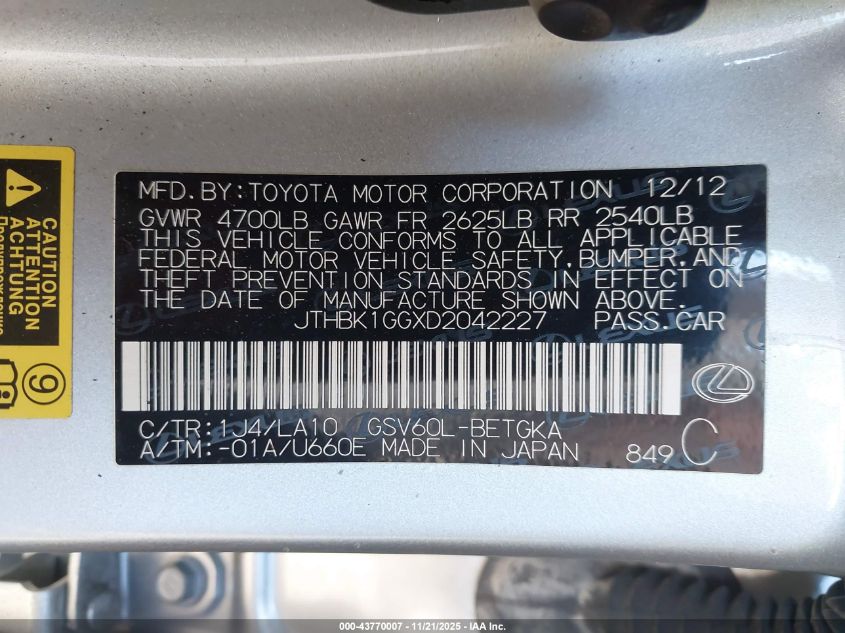 CAUTION
ATTENTION
ACHTUNG
Предупреждение
9
MFD.BY:TOYOTA MOTOR CORPORATION 12/12
GVWR 4700LB GAWR FR 2625LB RR 2540LB
THIS VEHICLE CONFORMS TO ALL APPLICABLE
FEDERAL MOTOR VEHICLE SAFETY,BUMPER,AND
THEFT PREVENTION STANDARDS IN EFFECT ON
THE DATE OF MANUFACTURE SHOWN ABOVE.
JTHBK1GGXD2042227 PASS.CAR
C/TR:1J4/LA10 GSV60L-BETGKA
A/TM:-01A/U660E MADE IN JAPAN 849 C
000-43770007 - 11/21/2025 - IAA Inc.